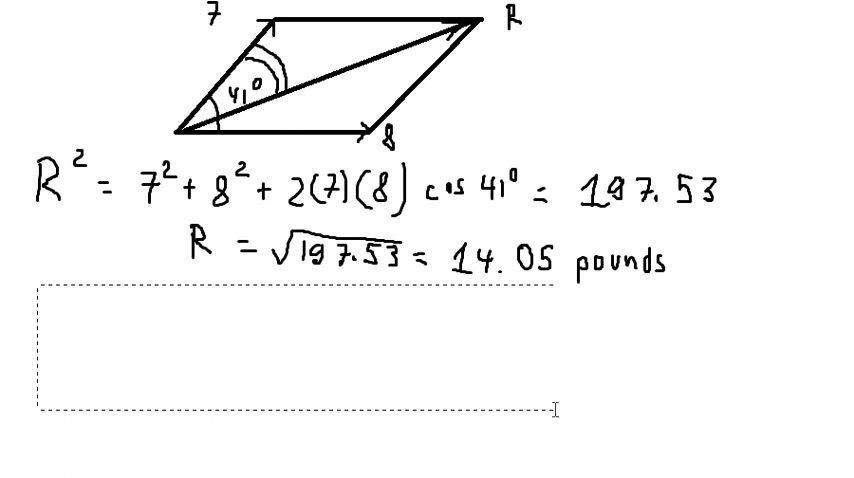 7 R
41°
8
R² = 7² + 8² + 2(7)(8) cos 41° = 197.53
R = √197.53 = 14.05 pounds